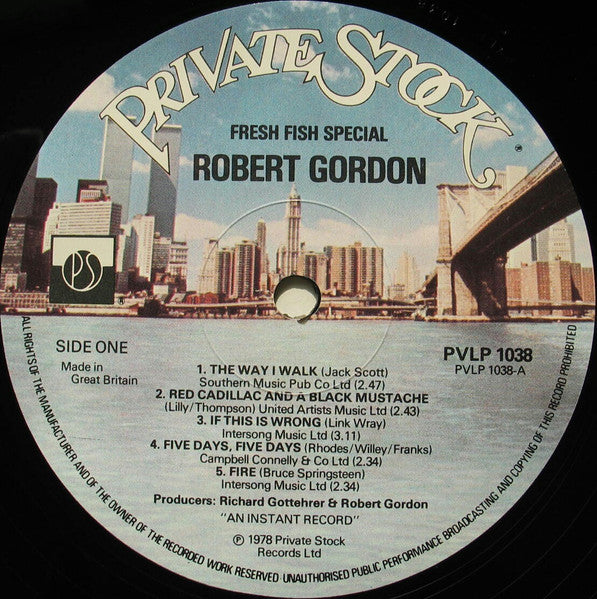 PRIVATE STOCK
FRESH FISH SPECIAL
ROBERT GORDON
PS
SIDE ONE
Made in
Great Britain
PVLP 1038
PVLP 1038-A
1. THE WAY I WALK (Jack Scott)
Southern Music Pub Co Ltd (2.47)
2. RED CADILLAC AND A BLACK MUSTACHE
(Lilly/Thompson) United Artists Music Ltd (2.43)
3. IF THIS IS WRONG (Link Wray)
Intersong Music Ltd (3.11)
4. FIVE DAYS, FIVE DAYS (Rhodes/Willey/Franks)
Campbell Connelly & Co Ltd (2.34)
5. FIRE (Bruce Springsteen)
Intersong Music Ltd (2.34)
Producers: Richard Gottehrer & Robert Gordon
"AN INSTANT RECORD"
℗ 1978 Private Stock
Records Ltd
ALL RIGHTS OF THE MANUFACTURER AND OF THE OWNER OF THE RECORDED WORK RESERVED UNAUTHORISED PUBLIC PERFORMANCE BROADCASTING AND COPYING OF THIS RECORD PROHIBITED